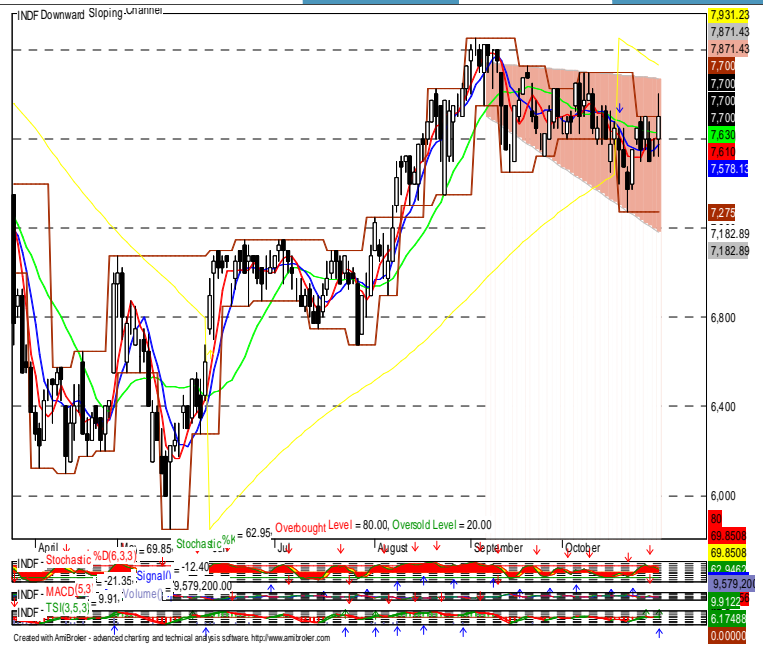 INDF Downward Sloping Channel
7,931.23
7,871.43
7,871.43
7,700
7,700
7,700
7,700
7,630
7,610
7,578.13
7,275
7,182.89
7,182.89
6,800
6,400
6,000
80
69.8508
69.8508
62.9462
9,579,200
9.9122
6.17488
0.00000
April
Jul
August
September
October
INDF - Stochastic %D(6,3,3) = 69.85, Stochastic %K = 62.95, Overbought Level = 80.00, Oversold Level = 20.00
INDF - MACD(5,3 = -21.35, Signal() = -12.40
INDF - TSI(3,5,3) = 9.91, Volume() = 9,579,200.00
Created with AmiBroker - advanced charting and technical analysis software. http://www.amibroker.com